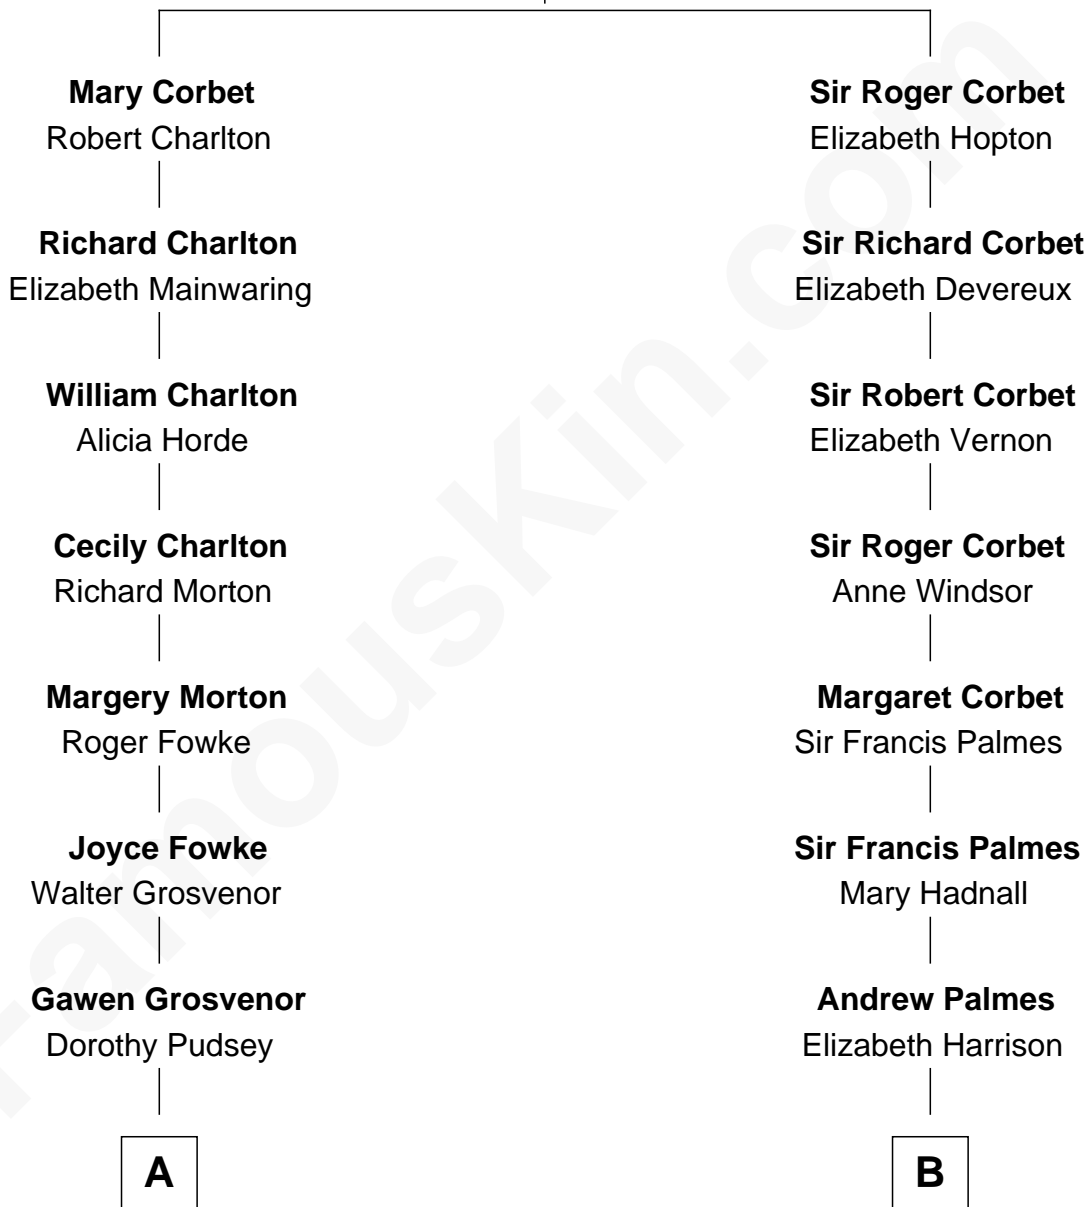 Mary Corbet
Robert Charlton
Richard Charlton
Elizabeth Mainwaring
William Charlton
Alicia Horde
Cecily Charlton
Richard Morton
Margery Morton
Roger Fowke
Joyce Fowke
Walter Grosvenor
Gawen Grosvenor
Dorothy Pudsey
A
Sir Roger Corbet
Elizabeth Hopton
Sir Richard Corbet
Elizabeth Devereux
Sir Robert Corbet
Elizabeth Vernon
Sir Roger Corbet
Anne Windsor
Margaret Corbet
Sir Francis Palmes
Sir Francis Palmes
Mary Hadnall
Andrew Palmes
Elizabeth Harrison
B
FamousKin.com